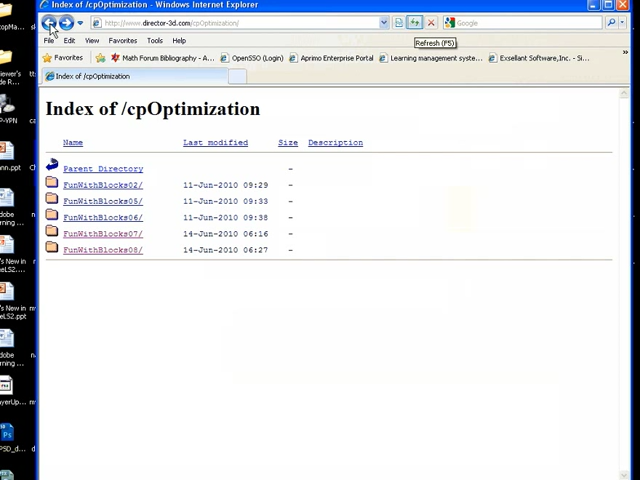 Index of /cpOptimization - Windows Internet Explorer
http://www.director-3d.com/cpOptimization/
Google
Refresh (F5)
File Edit View Favorites Tools Help
Favorites Math Forum Bibliography - A... OpenSSO (Login) Aprimo Enterprise Portal Learning management syste... Exsellant Software,Inc. - Si...
Index of /cpOptimization
Index of /cpOptimization
Name Last modified Size Description
Parent Directory -
FunWithBlocks02/ 11-Jun-2010 09:29 -
FunWithBlocks05/ 11-Jun-2010 09:33 -
FunWithBlocks06/ 11-Jun-2010 09:38 -
FunWithBlocks07/ 14-Jun-2010 06:16 -
FunWithBlocks08/ 14-Jun-2010 06:27 -